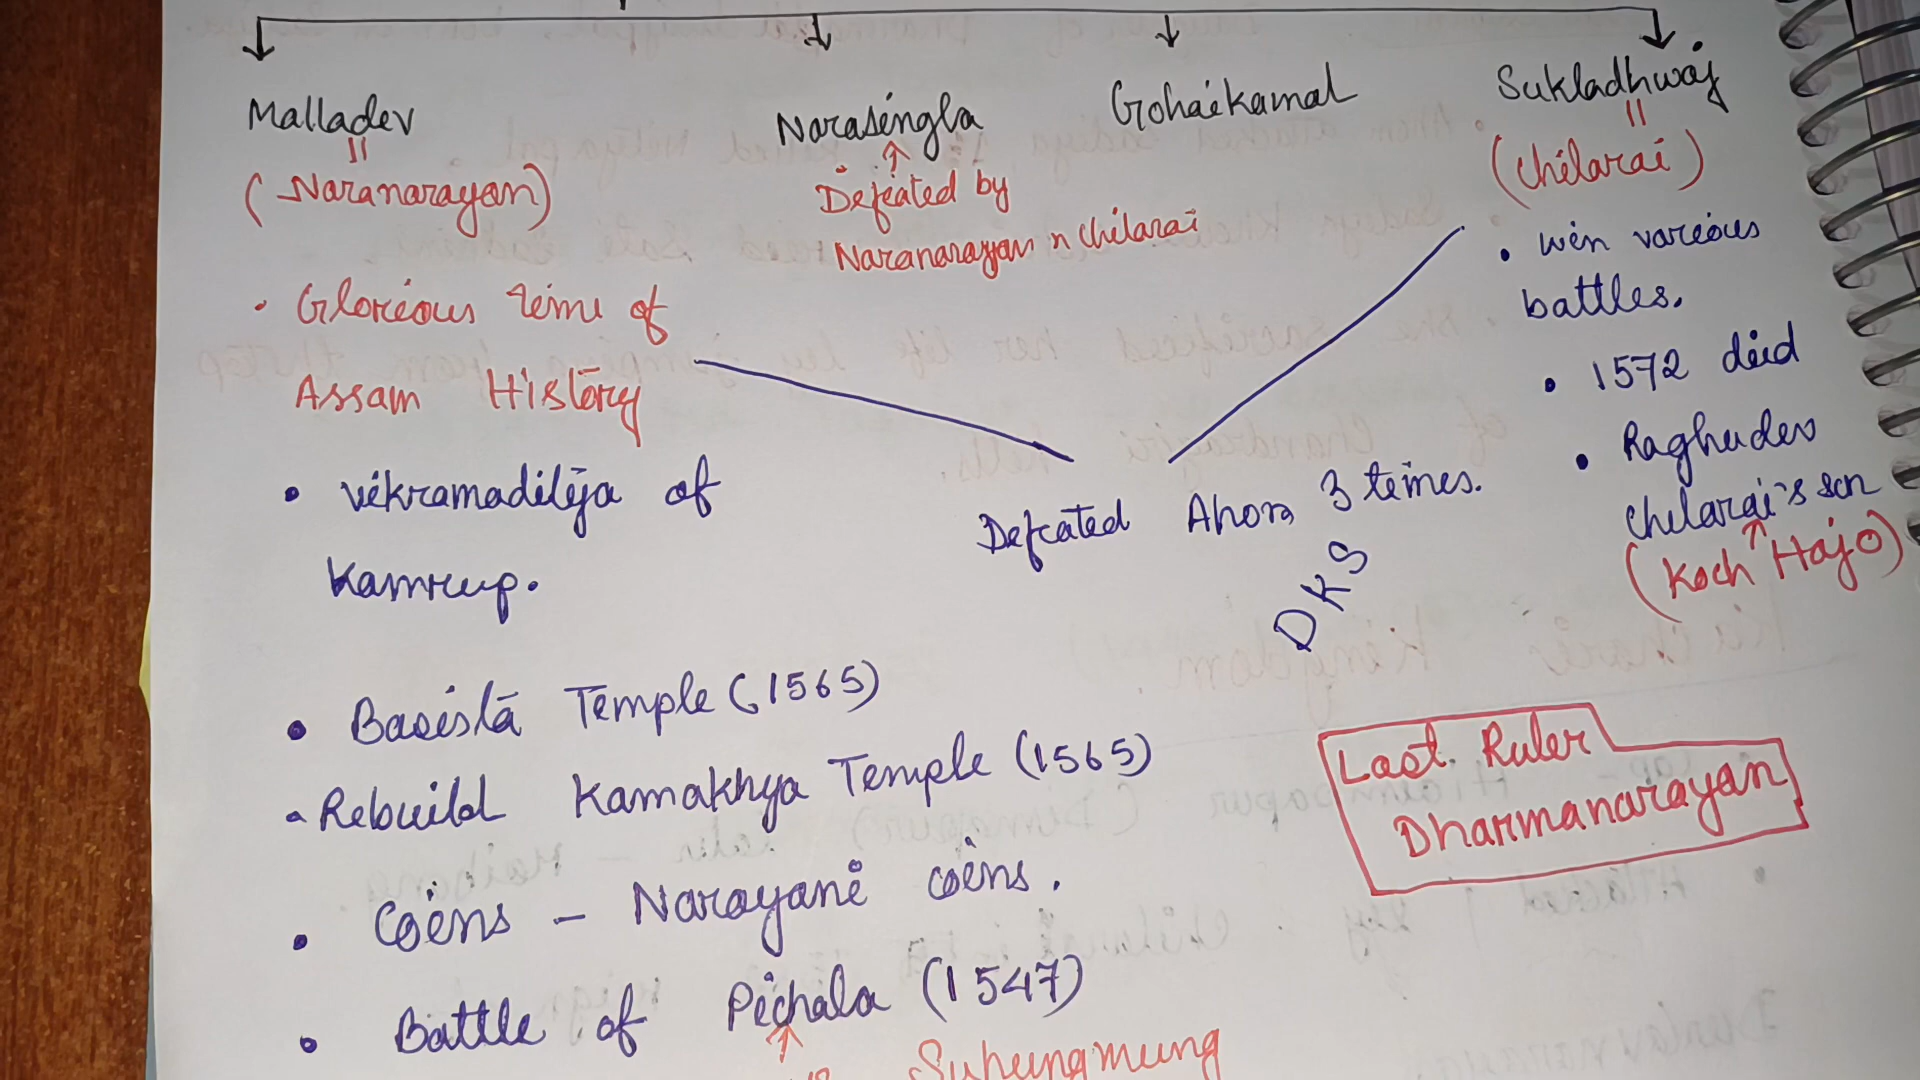 Malladev
(Naranarayan)
• Glorious time of
Assam History
• vikramaditya of
Kamrup.
• Basista Temple (1565)
- Rebuild Kamakhya Temple (1565)
• Coins - Narayani coins.
• Battle of Pichala (1547)
Suhungmung
Narasingha
Defeated by
Naranarayan n chilarai
Gohaikamal
Defeated Ahom 3 times.
DKS
Sukladhwaj
(Chilarai)
• win various
battles.
• 1572 died
• Raghudev
chilarai's son
(Koch Hajo)
Last Ruler
Dharmanarayan